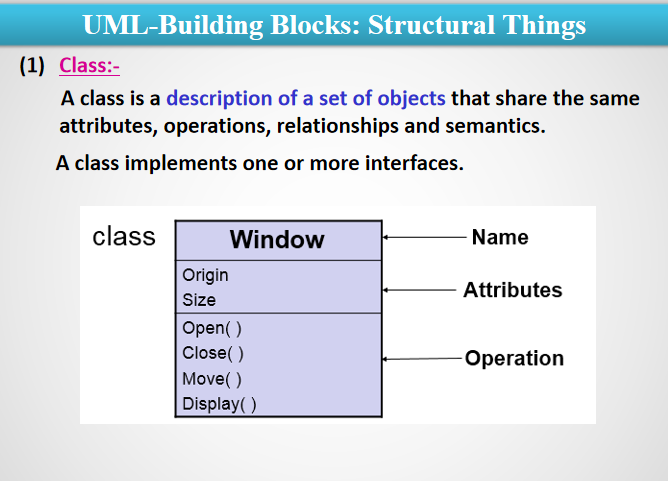 UML-Building Blocks: Structural Things
(1) Class:-
A class is a description of a set of objects that share the same
attributes, operations, relationships and semantics.
A class implements one or more interfaces.
class
Window
Name
Origin
Size
Attributes
Open( )
Close( )
Move( )
Display( )
Operation